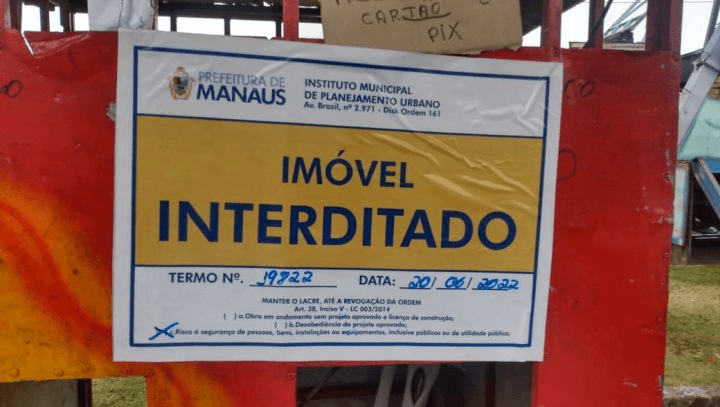 CARTAO E
PIX
PREFEITURA DE
MANAUS
INSTITUTO MUNICIPAL
DE PLANEJAMENTO URBANO
Av. Brasil, nº 2.971 - Disk Ordem 161
IMÓVEL
INTERDITADO
TERMO Nº. 19822 DATA: 20/06/2022
MANTER O LACRE, ATÉ A REVOGAÇÃO DA ORDEM
Art. 38, Inciso V - LC 003/2014
( ) a.Obra em andamento sem projeto aprovado e licença de construção;
( ) b.Desobediência do projeto aprovado;
(X) c.Risco à segurança de pessoas, bens, instalações ou equipamentos, inclusive públicos ou de utilidade pública;